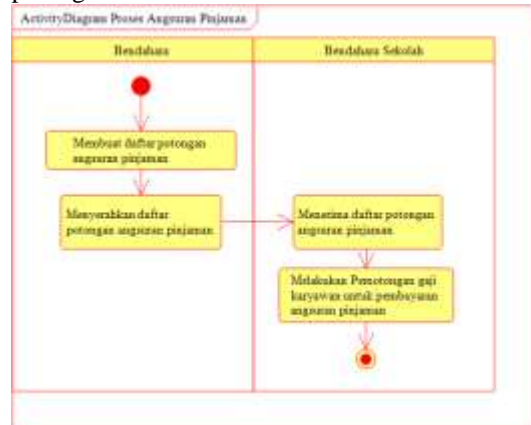 ActivityDiagram Proses Angsuran Pinjaman
Bendahara
Bendahara Sekolah
Membuat daftar potongan
angsuran pinjaman
Menyerahkan daftar
potongan angsuran pinjaman
Menerima daftar potongan
angsuran pinjaman
Melakukan Pemotongan gaji
karyawan untuk pembayaran
angsuran pinjaman